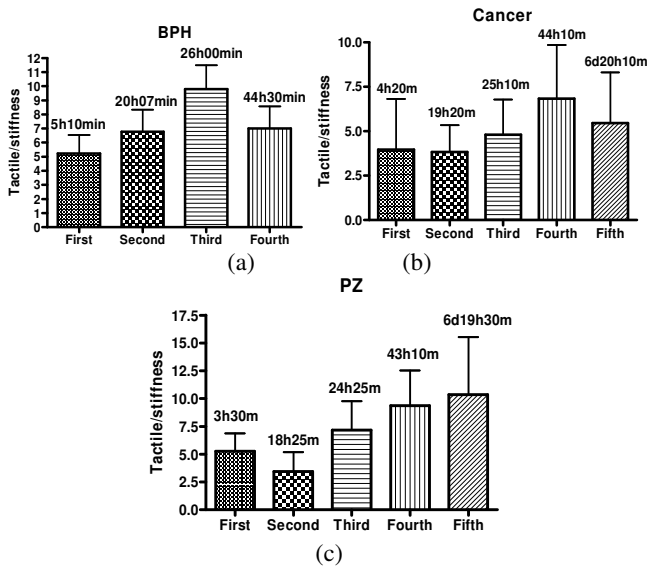 BPH
Tactile/stiffness
12
11
10
9
8
7
6
5
4
3
2
1
0
5h10min
20h07min
26h00min
44h30min
First Second Third Fourth
(a)
Cancer
Tactile/stiffness
10.0
7.5
5.0
2.5
0.0
4h20m
19h20m
25h10m
44h10m
6d20h10m
First Second Third Fourth Fifth
(b)
PZ
Tactile/stiffness
17.5
15.0
12.5
10.0
7.5
5.0
2.5
0.0
3h30m
18h25m
24h25m
43h10m
6d19h30m
First Second Third Fourth Fifth
(c)